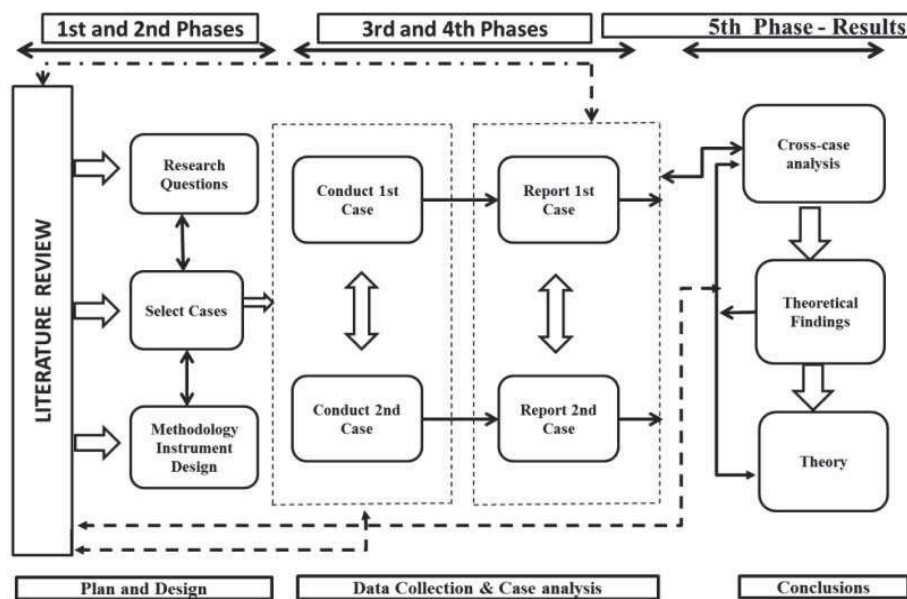 1st and 2nd Phases
3rd and 4th Phases
5th Phase - Results
LITERATURE REVIEW
Research
Questions
Select Cases
Methodology
Instrument
Design
Conduct 1st
Case
Conduct 2nd
Case
Report 1st
Case
Report 2nd
Case
Cross-case
analysis
Theoretical
Findings
Theory
Plan and Design
Data Collection & Case analysis
Conclusions